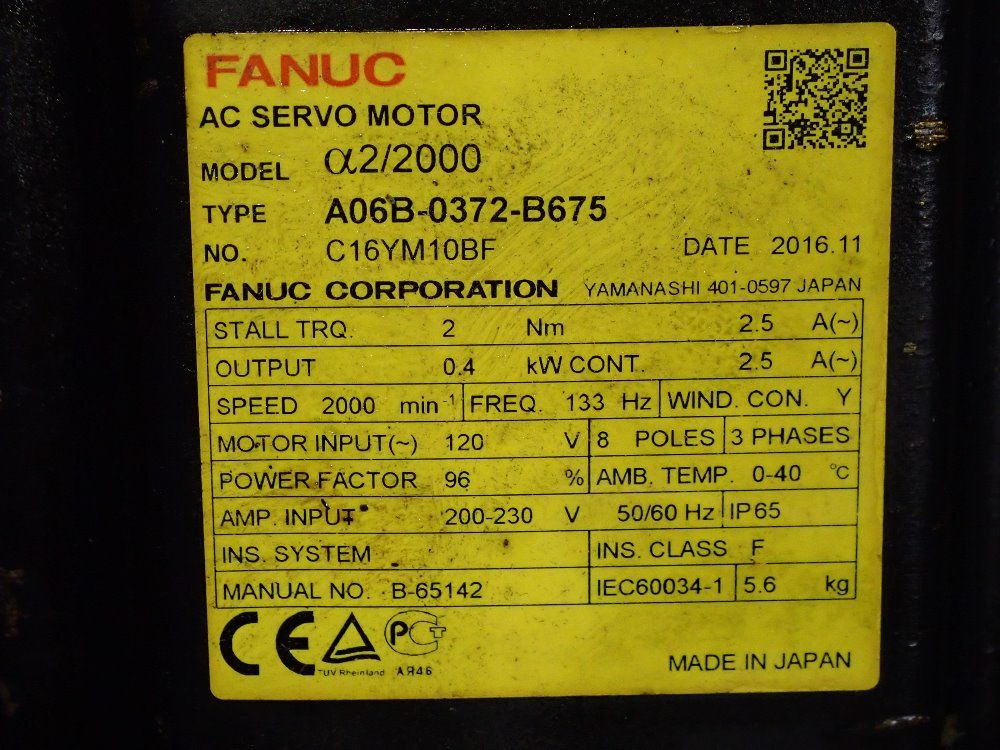 FANUC
AC SERVO MOTOR
MODEL α2/2000
TYPE A06B-0372-B675
NO. C16YM10BF DATE 2016.11
FANUC CORPORATION YAMANASHI 401-0597 JAPAN
STALL TRQ. 2 Nm 2.5 A(~)
OUTPUT 0.4 kW CONT. 2.5 A(~)
SPEED 2000 min⁻¹ FREQ. 133 Hz WIND. CON. Y
MOTOR INPUT(~) 120 V 8 POLES 3 PHASES
POWER FACTOR 96 % AMB. TEMP. 0-40 °C
AMP. INPUT 200-230 V 50/60 Hz IP65
INS. SYSTEM INS. CLASS F
MANUAL NO. B-65142 IEC60034-1 5.6 kg
CE TUV Rheinland PCT АЯ46
MADE IN JAPAN